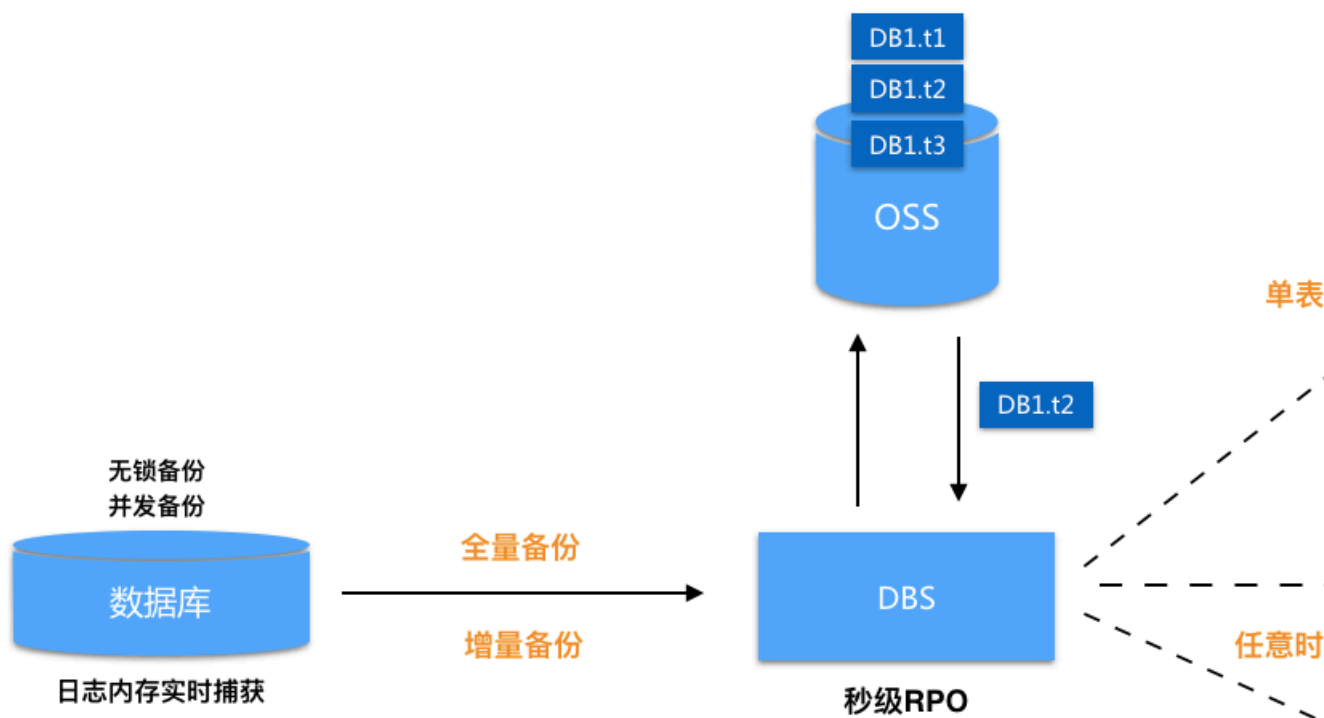 DB1.t1
DB1.t2
DB1.t3
OSS
单表
DB1.t2
无锁备份
并发备份
全量备份
数据库
DBS
增量备份
任意时
日志内存实时捕获
秒级RPO